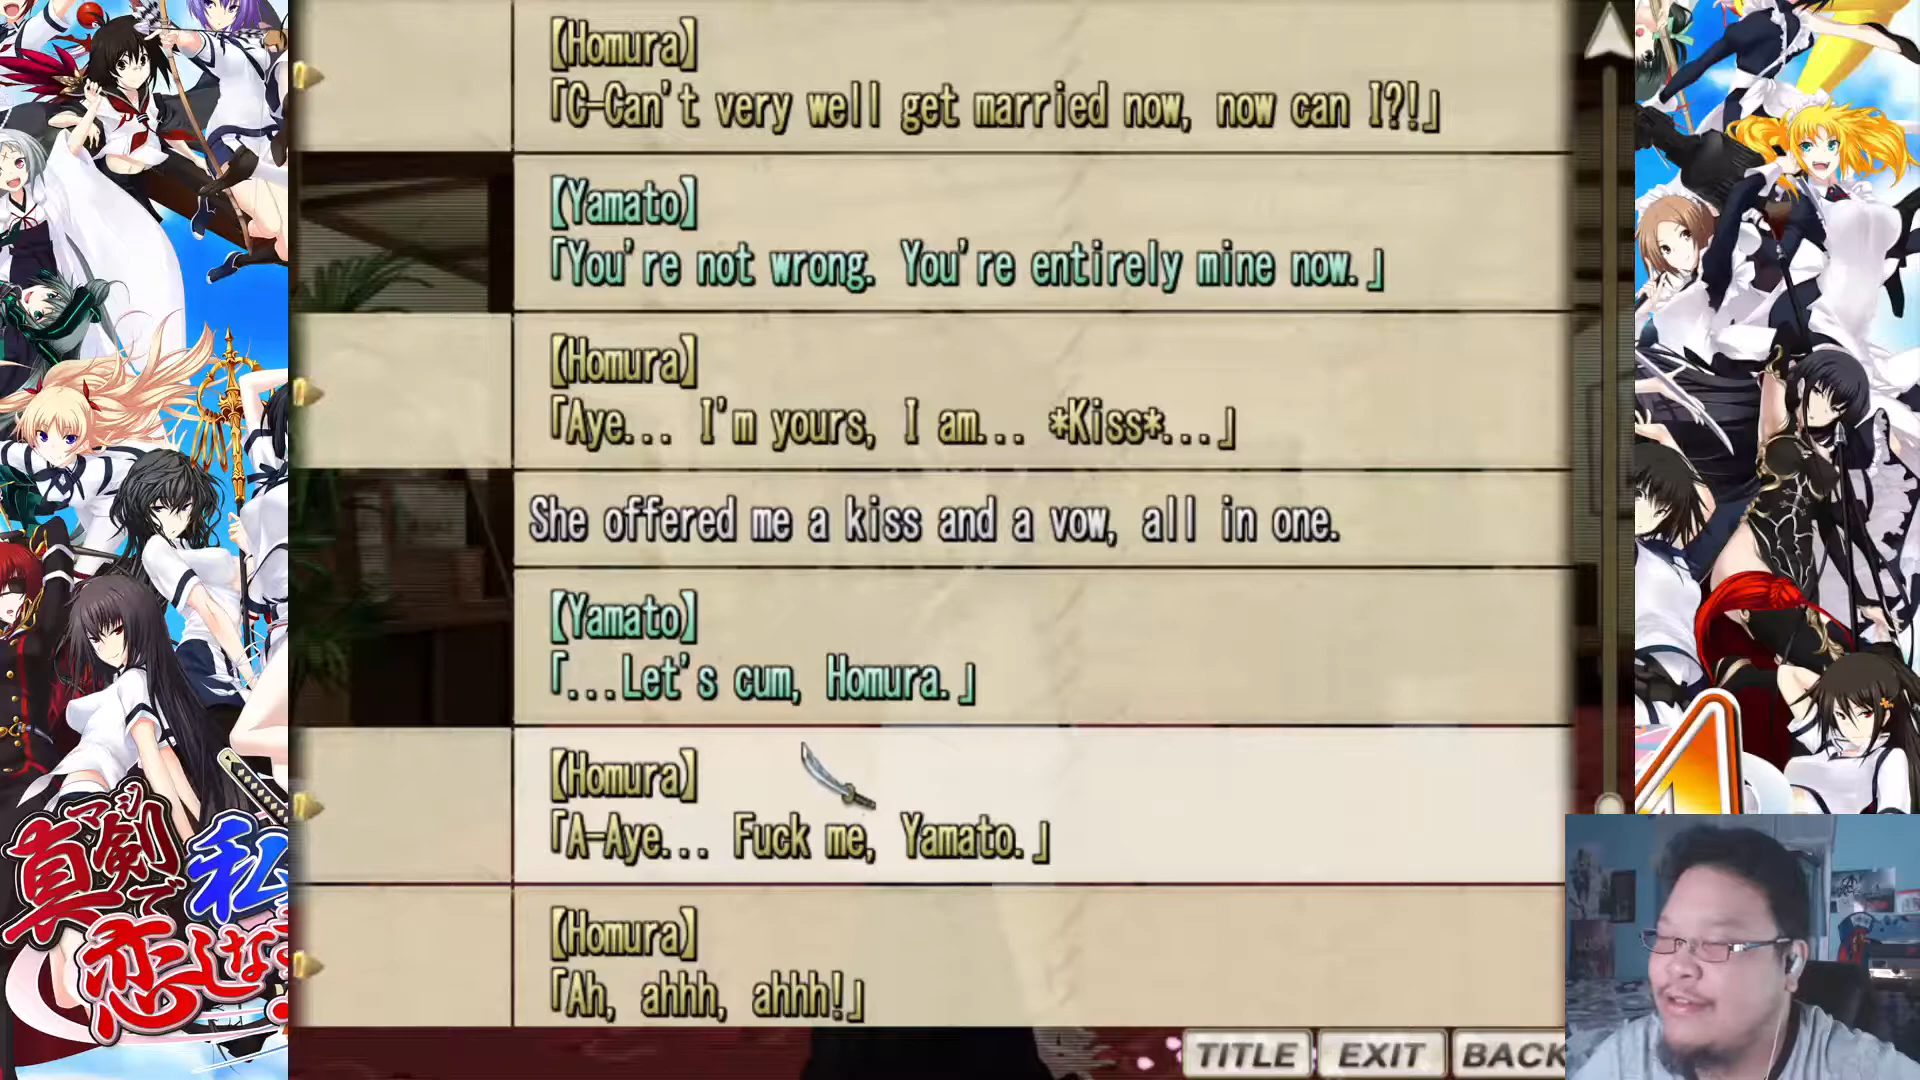 【Homura】
「C-Can't very well get married now, now can I?!」
【Yamato】
「You're not wrong. You're entirely mine now.」
【Homura】
「Aye... I'm yours, I am... *Kiss*...」
She offered me a kiss and a vow, all in one.
【Yamato】
「...Let's cum, Homura.」
【Homura】
「A-Aye... Fuck me, Yamato.」
【Homura】
「Ah, ahhh, ahhh!」
TITLE EXIT BACK
マジ
真剣で私
恋しな
A